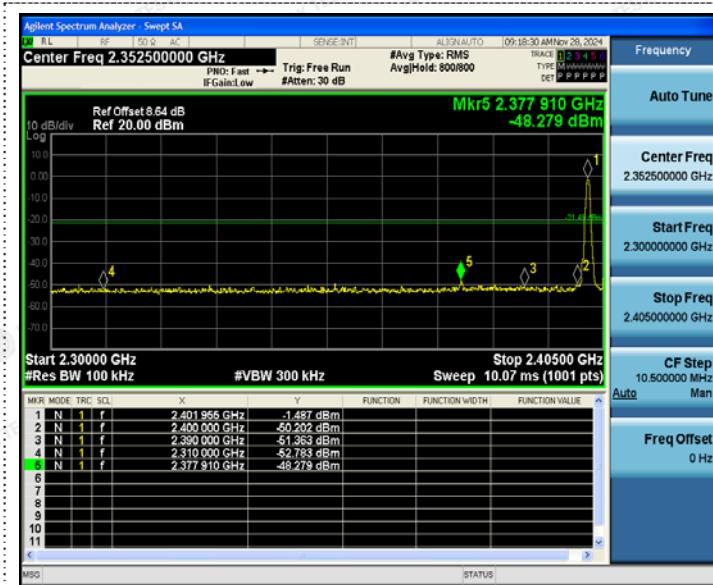 Agilent Spectrum Analyzer - Swept SA
RL RF 50 Ω AC SENSE:INT ALIGNAUTO 09:18:30 AM Nov 28, 2024
Center Freq 2.352500000 GHz
PNO: Fast
IFGain:Low
Trig: Free Run
#Atten: 30 dB
#Avg Type: RMS
Avg|Hold: 800/800
TRACE 1 2 3 4 5 6
TYPE M W W W W W
DET P P P P P P
Mkr5 2.377 910 GHz
-48.279 dBm
Ref Offset 8.64 dB
Ref 20.00 dBm
10 dB/div
Log
10.0
0.00
-10.0
-20.0
-30.0
-40.0
-50.0
-60.0
-70.0
1
2
3
4
5
Start 2.30000 GHz Stop 2.40500 GHz
#Res BW 100 kHz #VBW 300 kHz Sweep 10.07 ms (1001 pts)
MKR MODE TRC SCL X Y FUNCTION FUNCTION WIDTH FUNCTION VALUE
1 N 1 f 2.401 955 GHz -1.487 dBm
2 N 1 f 2.400 000 GHz -50.202 dBm
3 N 1 f 2.390 000 GHz -51.363 dBm
4 N 1 f 2.310 000 GHz -52.783 dBm
5 N 1 f 2.377 910 GHz -48.279 dBm
6
7
8
9
10
11
MSG STATUS
Frequency
Auto Tune
Center Freq
2.352500000 GHz
Start Freq
2.300000000 GHz
Stop Freq
2.405000000 GHz
CF Step
10.500000 MHz
Auto Man
Freq Offset
0 Hz